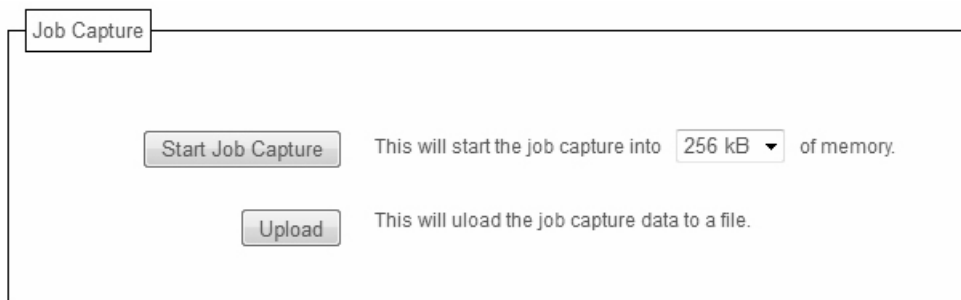 Job Capture
Start Job Capture This will start the job capture into 256 kB of memory.
Upload This will uload the job capture data to a file.